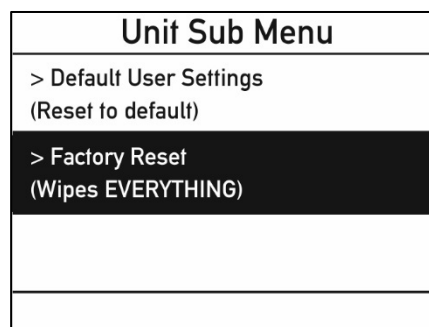 Unit Sub Menu
> Default User Settings
(Reset to default)
> Factory Reset
(Wipes EVERYTHING)